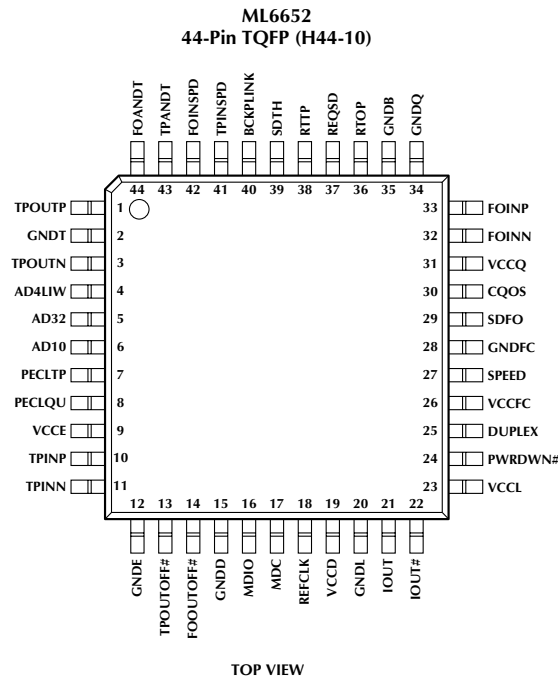 ML6652
44-Pin TQFP (H44-10)
FOANDT
TPANDT
FOINSPD
TPINSPD
BCKPLINK
SDTH
RTTP
REQSD
RTOP
GNDB
GNDQ
44 43 42 41 40 39 38 37 36 35 34
TPOUTP 1
GNDT 2
TPOUTN 3
AD4LIW 4
AD32 5
AD10 6
PECLTP 7
PECLQU 8
VCCE 9
TPINP 10
TPINN 11
33 FOINP
32 FOINN
31 VCCQ
30 CQOS
29 SDFO
28 GNDFC
27 SPEED
26 VCCFC
25 DUPLEX
24 PWRDWN#
23 VCCL
12 13 14 15 16 17 18 19 20 21 22
GNDE
TPOUTOFF#
FOOUTOFF#
GNDD
MDIO
MDC
REFCLK
VCCD
GNDL
IOUT
IOUT#
TOP VIEW